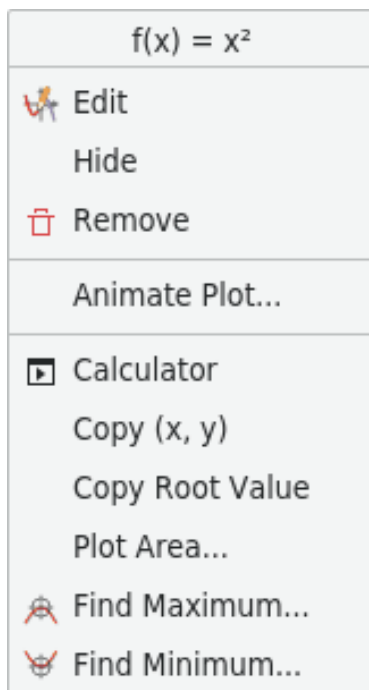 f(x) = x²
Edit
Hide
Remove
Animate Plot...
Calculator
Copy (x, y)
Copy Root Value
Plot Area...
Find Maximum...
Find Minimum...